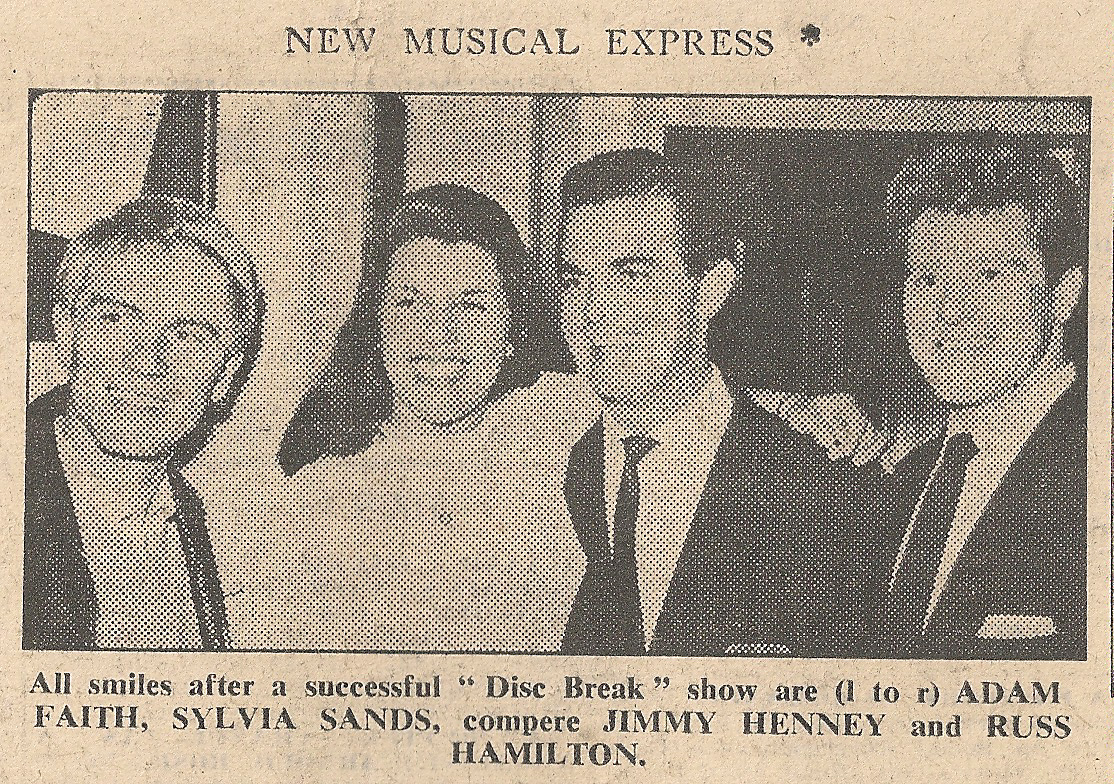 NEW MUSICAL EXPRESS
All smiles after a successful “ Disc Break ” show are (l to r) ADAM
FAITH, SYLVIA SANDS, compere JIMMY HENNEY and RUSS
HAMILTON.